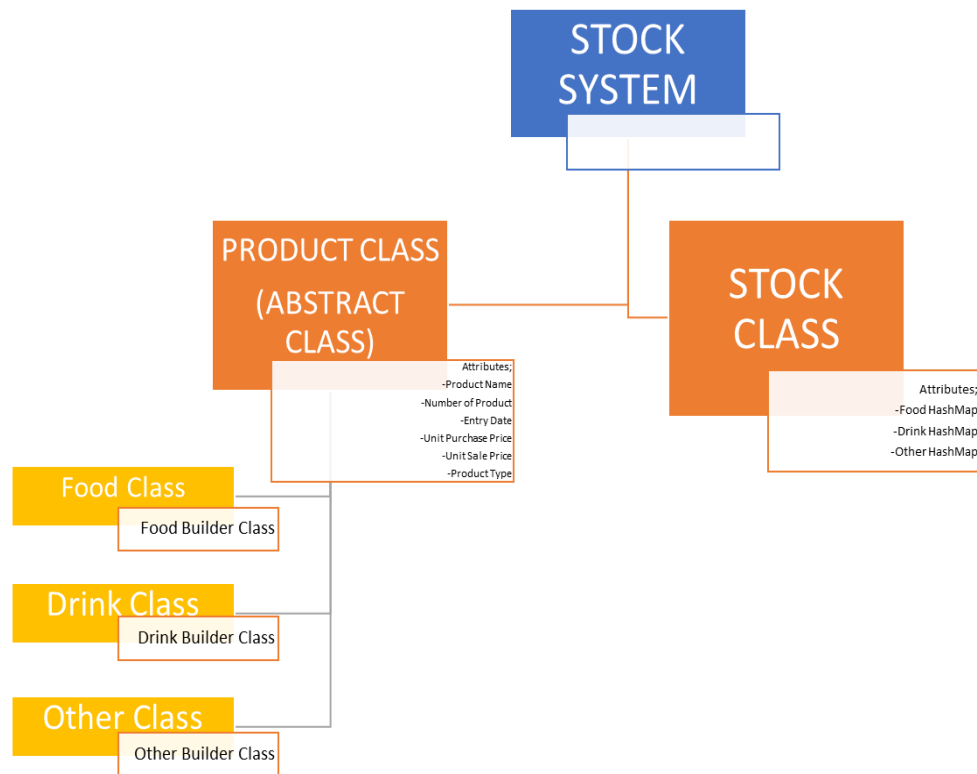 STOCK
SYSTEM
PRODUCT CLASS
(ABSTRACT
CLASS)
Attributes;
-Product Name
-Number of Product
-Entry Date
-Unit Purchase Price
-Unit Sale Price
-Product Type
STOCK
CLASS
Attributes;
-Food HashMap
-Drink HashMap
-Other HashMap
Food Class
Food Builder Class
Drink Class
Drink Builder Class
Other Class
Other Builder Class